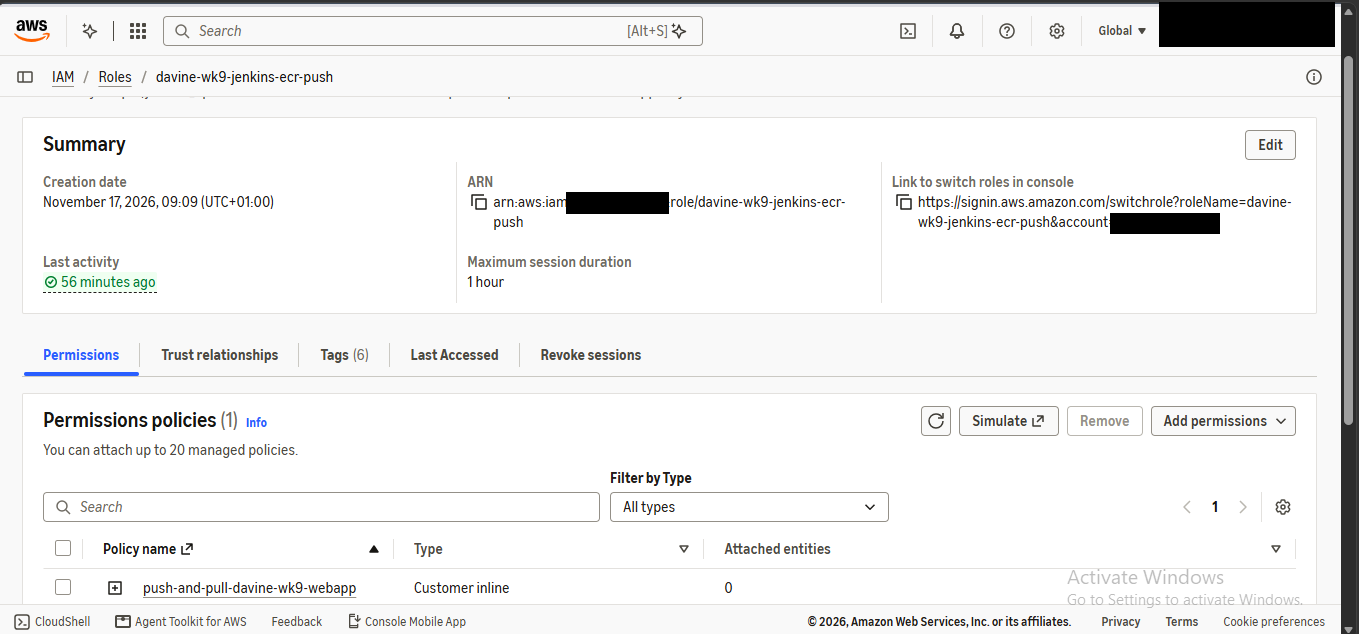 aws
Search [Alt+S] Global
IAM / Roles / davine-wk9-jenkins-ecr-push
Summary
Edit
Creation date
November 17, 2026, 09:09 (UTC+01:00)
ARN
arn:aws:iam :role/davine-wk9-jenkins-ecr-
push
Link to switch roles in console
https://signin.aws.amazon.com/switchrole?roleName=davine-
wk9-jenkins-ecr-push&account
Last activity
56 minutes ago
Maximum session duration
1 hour
Permissions Trust relationships Tags (6) Last Accessed Revoke sessions
Permissions policies (1) Info
Simulate Remove Add permissions
You can attach up to 20 managed policies.
Filter by Type
Search All types 1
Policy name Type Attached entities
push-and-pull-davine-wk9-webapp Customer inline 0
Activate Windows
Go to Settings to activate Windows.
CloudShell Agent Toolkit for AWS Feedback Console Mobile App © 2026, Amazon Web Services, Inc. or its affiliates. Privacy Terms Cookie preferences